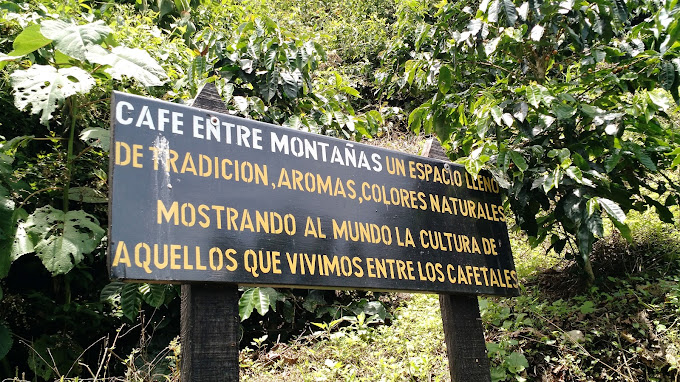 CAFE ENTRE MONTAÑAS UN ESPACIO LLENO
DE TRADICION, AROMAS, COLORES NATURALES
MOSTRANDO AL MUNDO LA CULTURA DE
AQUELLOS QUE VIVIMOS ENTRE LOS CAFETALES